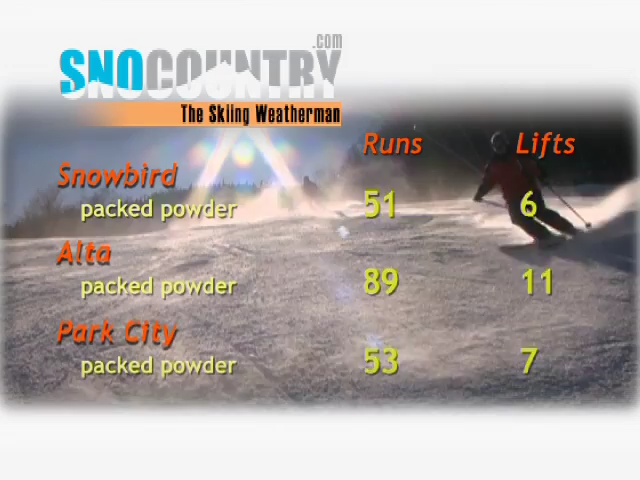 .com
SNOCOUNTRY
The Skiing Weatherman
Runs Lifts
Snowbird
packed powder 51 6
Alta
packed powder 89 11
Park City
packed powder 53 7